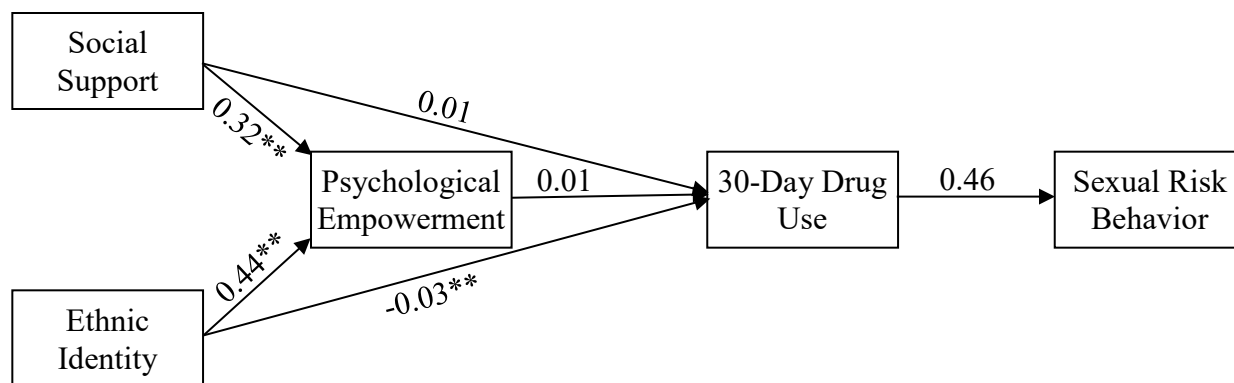 Social
Support
0.32**
0.01
Psychological
Empowerment
0.01
30-Day Drug
Use
0.46
Sexual Risk
Behavior
0.44**
-0.03**
Ethnic
Identity